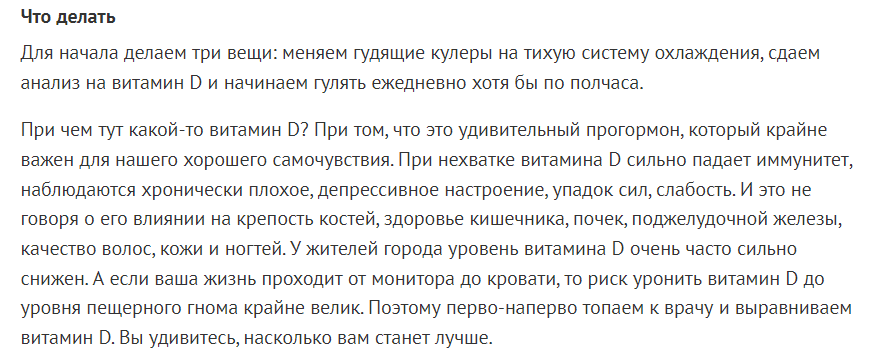 Что делать
Для начала делаем три вещи: меняем гудящие кулеры на тихую систему охлаждения, сдаем
анализ на витамин D и начинаем гулять ежедневно хотя бы по полчаса.
При чем тут какой-то витамин D? При том, что это удивительный прогормон, который крайне
важен для нашего хорошего самочувствия. При нехватке витамина D сильно падает иммунитет,
наблюдаются хронически плохое, депрессивное настроение, упадок сил, слабость. И это не
говоря о его влиянии на крепость костей, здоровье кишечника, почек, поджелудочной железы,
качество волос, кожи и ногтей. У жителей города уровень витамина D очень часто сильно
снижен. А если ваша жизнь проходит от монитора до кровати, то риск уронить витамин D до
уровня пещерного гнома крайне велик. Поэтому перво-наперво топаем к врачу и выравниваем
витамин D. Вы удивитесь, насколько вам станет лучше.